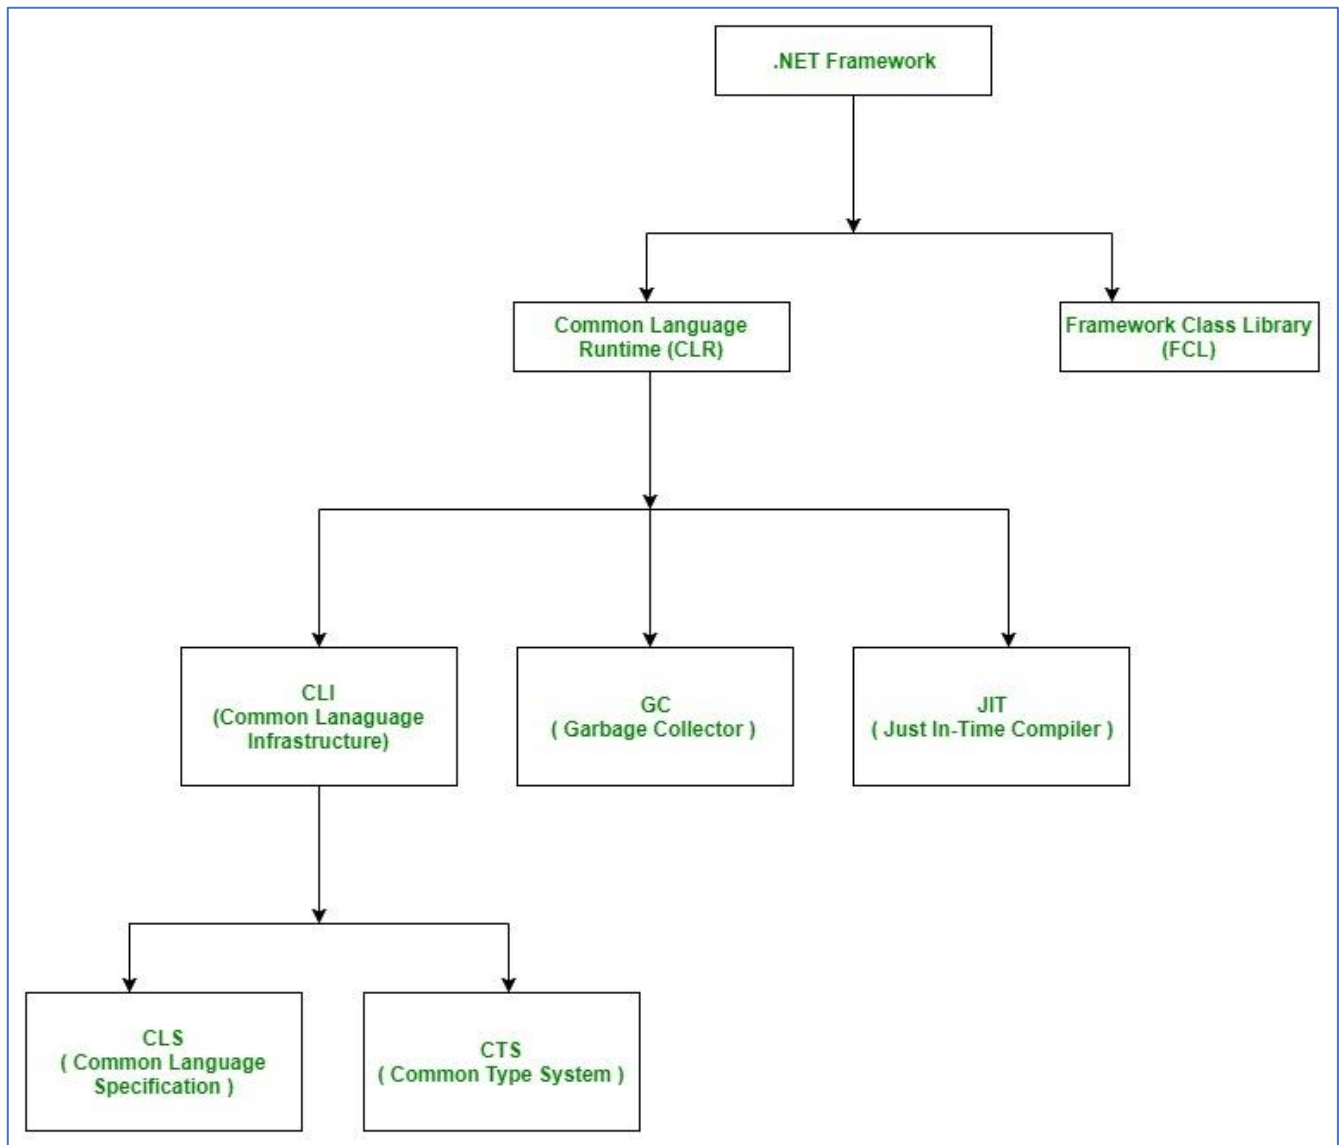 .NET Framework
Common Language
Runtime (CLR)
Framework Class Library
(FCL)
CLI
(Common Lanaguage
Infrastructure)
GC
( Garbage Collector )
JIT
( Just In-Time Compiler )
CLS
( Common Language
Specification )
CTS
( Common Type System )